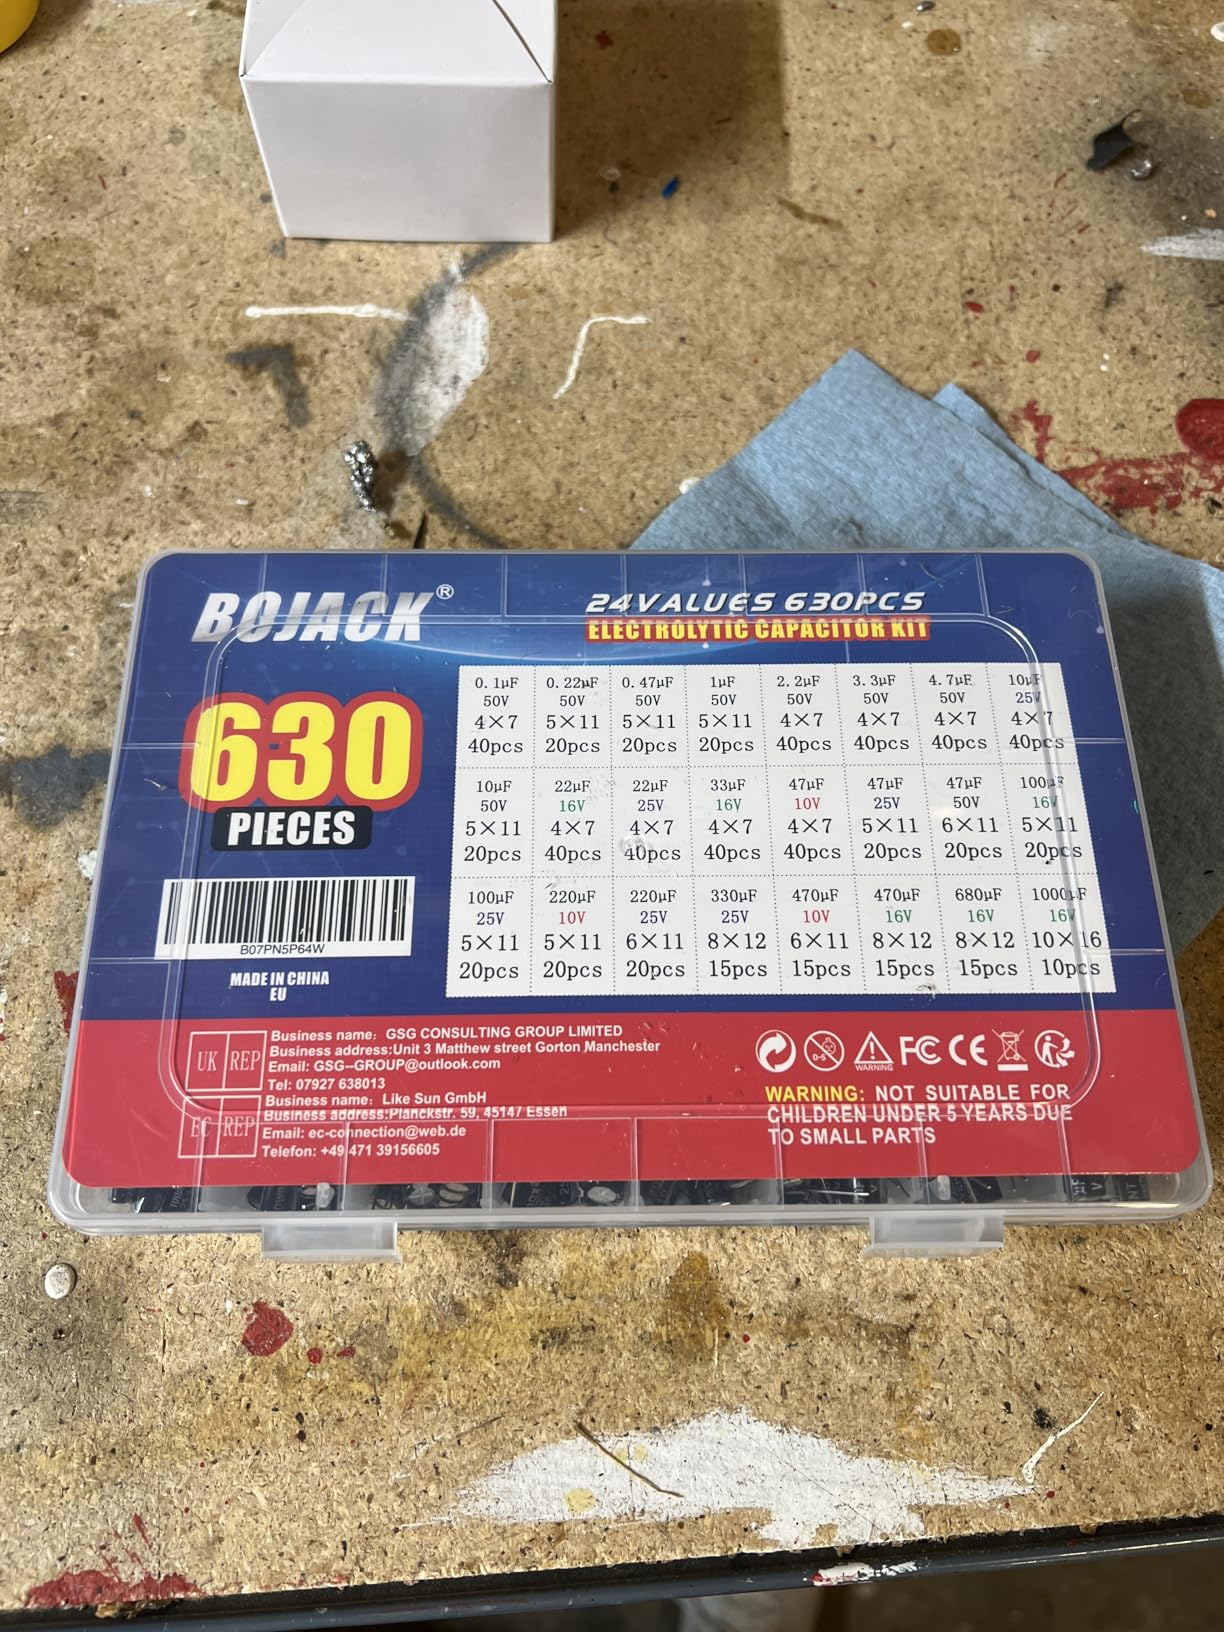 BOJACK®
24VALUES 630PCS
ELECTROLYTIC CAPACITOR KIT
630
PIECES
0.1µF 0.22µF 0.47µF 1µF 2.2µF 3.3µF 4.7µF 10µF
50V 50V 50V 50V 50V 50V 50V 25V
4×7 5×11 5×11 5×11 4×7 4×7 4×7 4×7
40pcs 20pcs 20pcs 20pcs 40pcs 40pcs 40pcs 40pcs
10µF 22µF 22µF 33µF 47µF 47µF 47µF 100µF
50V 16V 25V 16V 10V 25V 50V 16V
5×11 4×7 4×7 4×7 4×7 5×11 6×11 5×11
20pcs 40pcs 40pcs 40pcs 40pcs 20pcs 20pcs 20pcs
100µF 220µF 220µF 330µF 470µF 470µF 680µF 1000µF
25V 10V 25V 25V 10V 16V 16V 16V
5×11 5×11 6×11 8×12 6×11 8×12 8×12 10×16
20pcs 20pcs 20pcs 15pcs 15pcs 15pcs 15pcs 10pcs
B07PN5P64W
MADE IN CHINA
EU
UK REP
Business name: GSG CONSULTING GROUP LIMITED
Business address:Unit 3 Matthew street Gorton Manchester
Email: GSG--GROUP@outlook.com
Tel: 07927 638013
EC REP
Business name: Like Sun GmbH
Business address:Planckstr. 59, 45147 Essen
Email: ec-connection@web.de
Telefon: +49 471 39156605
0-3
WARNING
FC CE
WARNING: NOT SUITABLE FOR
CHILDREN UNDER 5 YEARS DUE
TO SMALL PARTS